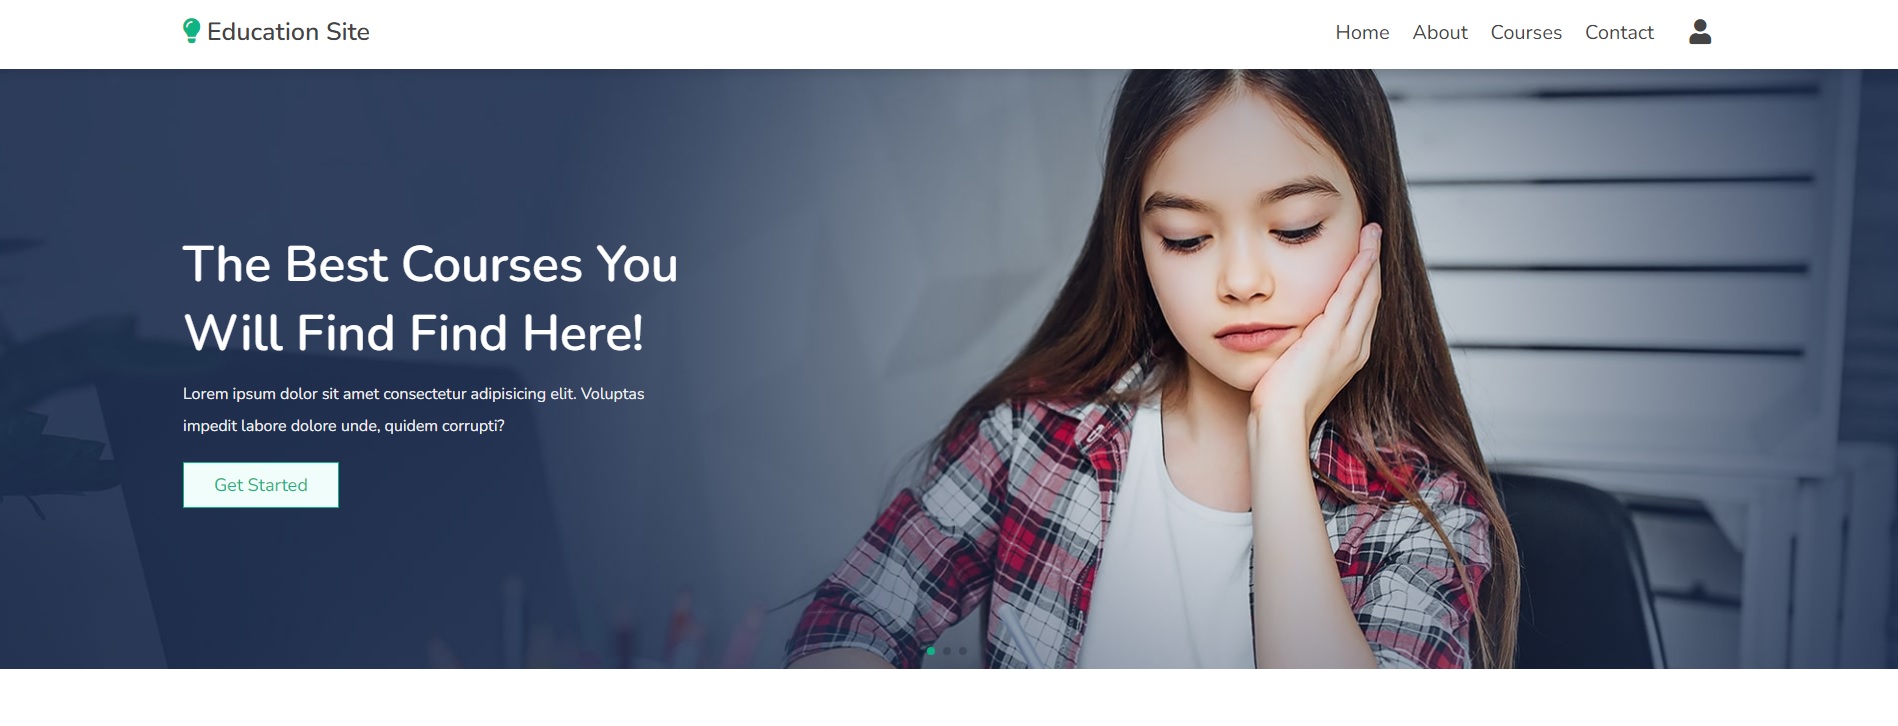 Education Site
Home About Courses Contact
The Best Courses You
Will Find Find Here!
Lorem ipsum dolor sit amet consectetur adipisicing elit. Voluptas
impedit labore dolore unde, quidem corrupti?
Get Started